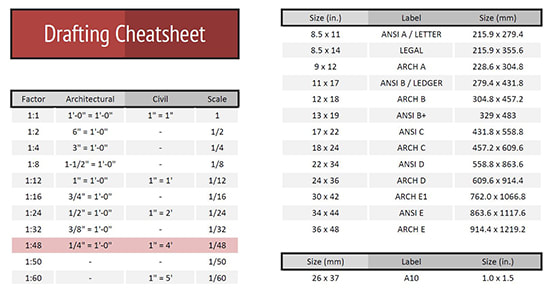 Drafting Cheatsheet
Factor Architectural Civil Scale
1:1 1'-0" = 1'-0" 1" = 1" 1
1:2 6" = 1'-0" - 1/2
1:4 3" = 1'-0" - 1/4
1:8 1-1/2" = 1'-0" - 1/8
1:12 1" = 1'-0" 1" = 1' 1/12
1:16 3/4" = 1'-0" - 1/16
1:24 1/2" = 1'-0" 1" = 2' 1/24
1:32 3/8" = 1'-0" - 1/32
1:48 1/4" = 1'-0" 1" = 4' 1/48
1:50 - - 1/50
1:60 - 1" = 5' 1/60
Size (in.) Label Size (mm)
8.5 x 11 ANSI A / LETTER 215.9 x 279.4
8.5 x 14 LEGAL 215.9 x 355.6
9 x 12 ARCH A 228.6 x 304.8
11 x 17 ANSI B / LEDGER 279.4 x 431.8
12 x 18 ARCH B 304.8 x 457.2
13 x 19 ANSI B+ 329 x 483
17 x 22 ANSI C 431.8 x 558.8
18 x 24 ARCH C 457.2 x 609.6
22 x 34 ANSI D 558.8 x 863.6
24 x 36 ARCH D 609.6 x 914.4
30 x 42 ARCH E1 762.0 x 1066.8
34 x 44 ANSI E 863.6 x 1117.6
36 x 48 ARCH E 914.4 x 1219.2
Size (mm) Label Size (in.)
26 x 37 A10 1.0 x 1.5